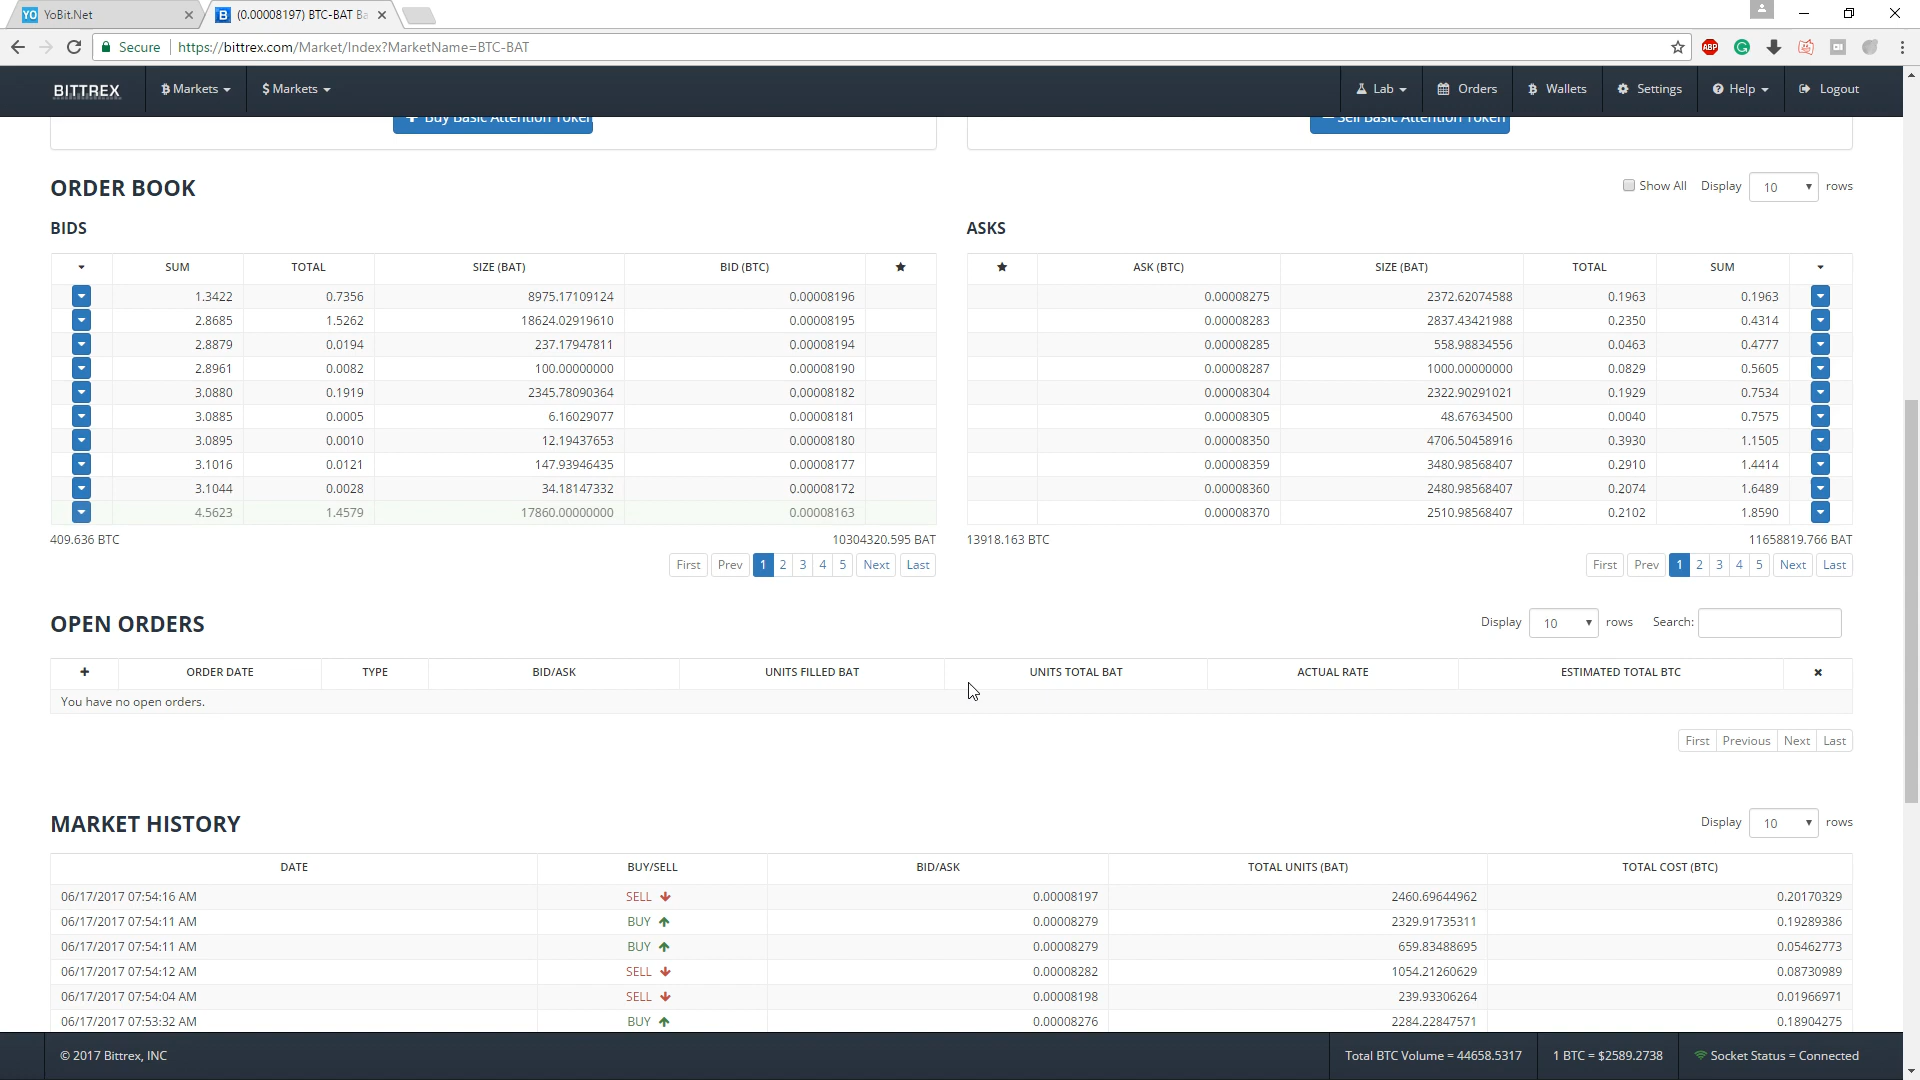 YO YoBit.Net
B (0.00008197) BTC-BAT Ba
Secure https://bittrex.com/Market/Index?MarketName=BTC-BAT
ABP
BITTREX Markets $ Markets Lab Orders Wallets Settings Help Logout
+ Buy Basic Attention Token − Sell Basic Attention Token
ORDER BOOK Show All Display 10 rows
BIDS ASKS
SUM TOTAL SIZE (BAT) BID (BTC) ★ ★ ASK (BTC) SIZE (BAT) TOTAL SUM
1.3422 0.7356 8975.17109124 0.00008196 0.00008275 2372.62074588 0.1963 0.1963
2.8685 1.5262 18624.02919610 0.00008195 0.00008283 2837.43421988 0.2350 0.4314
2.8879 0.0194 237.17947811 0.00008194 0.00008285 558.98834556 0.0463 0.4777
2.8961 0.0082 100.00000000 0.00008190 0.00008287 1000.00000000 0.0829 0.5605
3.0880 0.1919 2345.78090364 0.00008182 0.00008304 2322.90291021 0.1929 0.7534
3.0885 0.0005 6.16029077 0.00008181 0.00008305 48.67634500 0.0040 0.7575
3.0895 0.0010 12.19437653 0.00008180 0.00008350 4706.50458916 0.3930 1.1505
3.1016 0.0121 147.93946435 0.00008177 0.00008359 3480.98568407 0.2910 1.4414
3.1044 0.0028 34.18147332 0.00008172 0.00008360 2480.98568407 0.2074 1.6489
4.5623 1.4579 17860.00000000 0.00008163 0.00008370 2510.98568407 0.2102 1.8590
409.636 BTC 10304320.595 BAT 13918.163 BTC 11658819.766 BAT
First Prev 1 2 3 4 5 Next Last First Prev 1 2 3 4 5 Next Last
OPEN ORDERS Display 10 rows Search:
+ ORDER DATE TYPE BID/ASK UNITS FILLED BAT UNITS TOTAL BAT ACTUAL RATE ESTIMATED TOTAL BTC ✖
You have no open orders.
First Previous Next Last
MARKET HISTORY Display 10 rows
DATE BUY/SELL BID/ASK TOTAL UNITS (BAT) TOTAL COST (BTC)
06/17/2017 07:54:16 AM SELL 0.00008197 2460.69644962 0.20170329
06/17/2017 07:54:11 AM BUY 0.00008279 2329.91735311 0.19289386
06/17/2017 07:54:11 AM BUY 0.00008279 659.83488695 0.05462773
06/17/2017 07:54:12 AM SELL 0.00008282 1054.21260629 0.08730989
06/17/2017 07:54:04 AM SELL 0.00008198 239.93306264 0.01966971
06/17/2017 07:53:32 AM BUY 0.00008276 2284.22847571 0.18904275
© 2017 Bittrex, INC Total BTC Volume = 44658.5317 1 BTC = $2589.2738 Socket Status = Connected